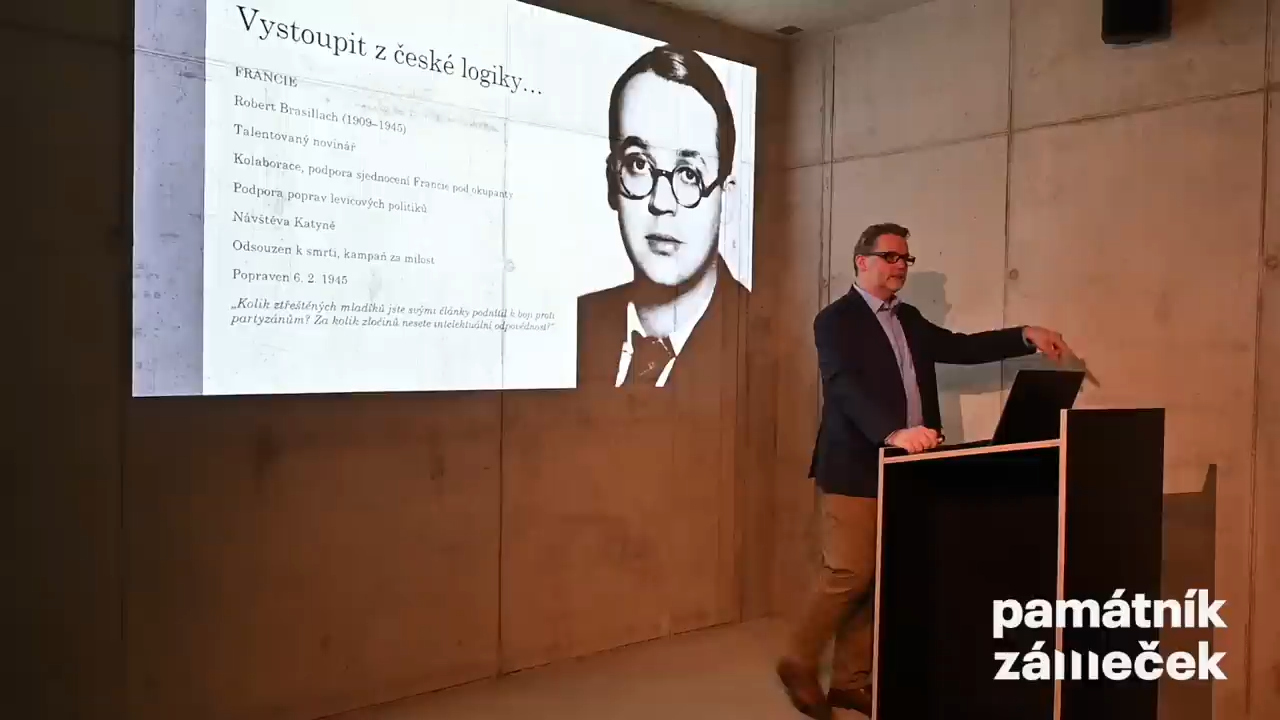 Vystoupit z české logiky…
FRANCIE
Robert Brasillach (1909–1945)
Talentovaný novinář
Kolaborace, podpora sjednocení Francie pod okupanty
Podpora poprav levicových politiků
Návštěva Katyně
Odsouzen k smrti, kampaň za milost
Popraven 6. 2. 1945
„Kolik ztřeštěných mladíků jste svými články podnítil k boji proti
partyzánům? Za kolik zločinů nesete intelektuální odpovědnost?“
památník
zámeček